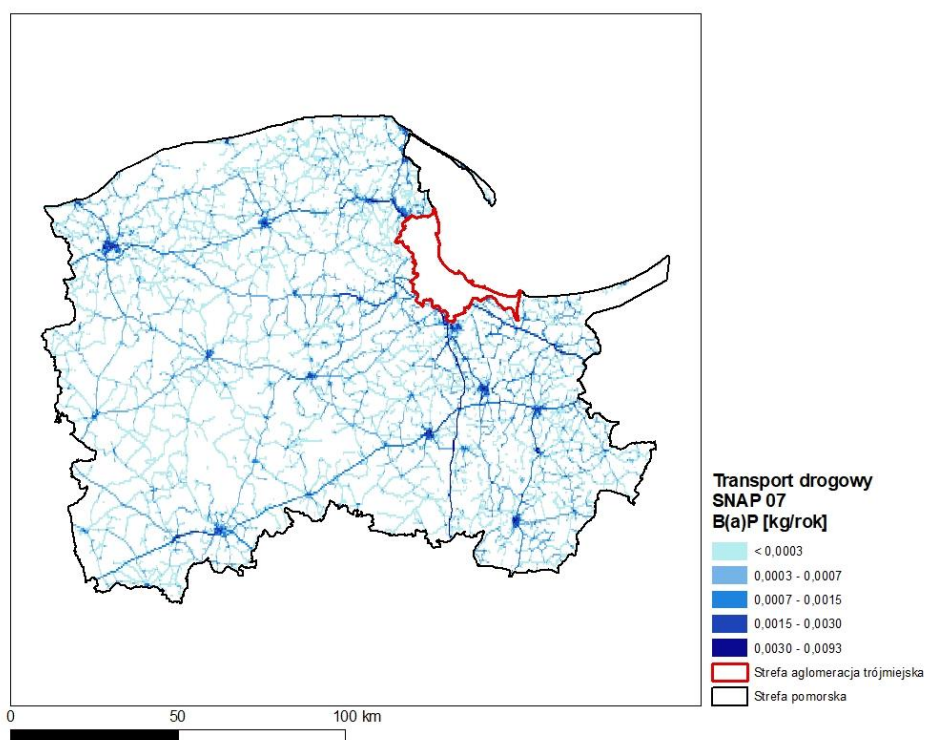 Transport drogowy
SNAP 07
B(a)P [kg/rok]
< 0,0003
0,0003 - 0,0007
0,0007 - 0,0015
0,0015 - 0,0030
0,0030 - 0,0093
Strefa aglomeracja trójmiejska
Strefa pomorska
0 50 100 km